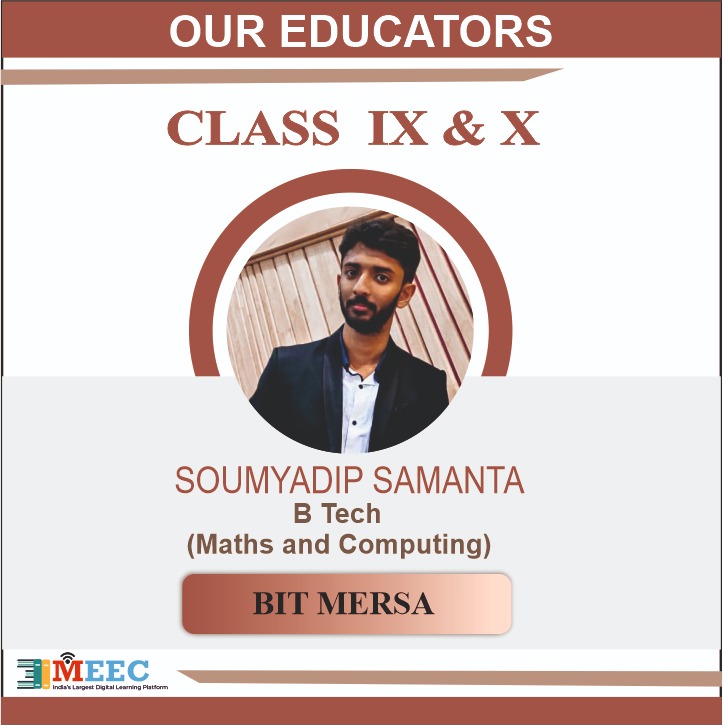 OUR EDUCATORS
CLASS IX & X
SOUMYADIP SAMANTA
B Tech
(Maths and Computing)
BIT MERSA
MEEC
India's Largest Digital Learning Platform